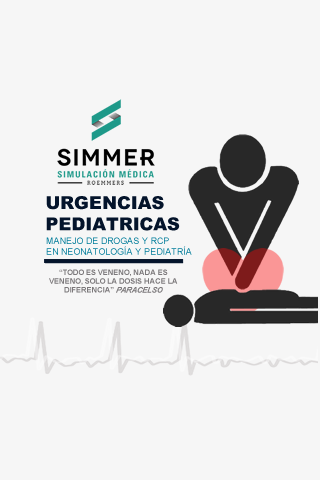 SIMMER
SIMULACIÓN MÉDICA
ROEMMERS
URGENCIAS
PEDIATRICAS
MANEJO DE DROGAS Y RCP
EN NEONATOLOGÍA Y PEDIATRÍA
“TODO ES VENENO, NADA ES
VENENO, SOLO LA DOSIS HACE LA
DIFERENCIA” PARACELSO